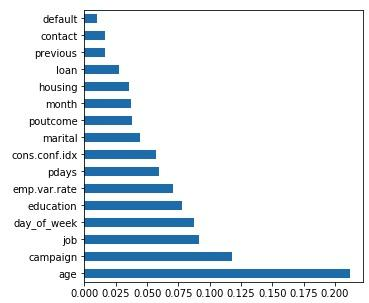 default
contact
previous
loan
housing
month
poutcome
marital
cons.conf.idx
pdays
emp.var.rate
education
day_of_week
job
campaign
age
0.000 0.025 0.050 0.075 0.100 0.125 0.150 0.175 0.200